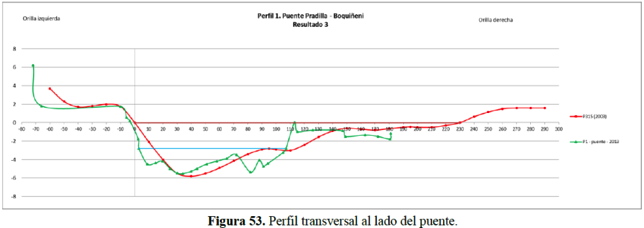 Perfil 1. Puente Pradilla - Boquiñeni
Resultado 3
Orilla izquierda
Orilla derecha
8
6
4
2
0
-2
-4
-6
-8
-80 -70 -60 -50 -40 -30 -20 -10 0 10 20 30 40 50 60 70 80 90 100 110 120 130 140 150 160 170 180 190 200 210 220 230 240 250 260 270 280 290 300
P1 - puente - 2012
Figura 53. Perfil transversal al lado del puente.